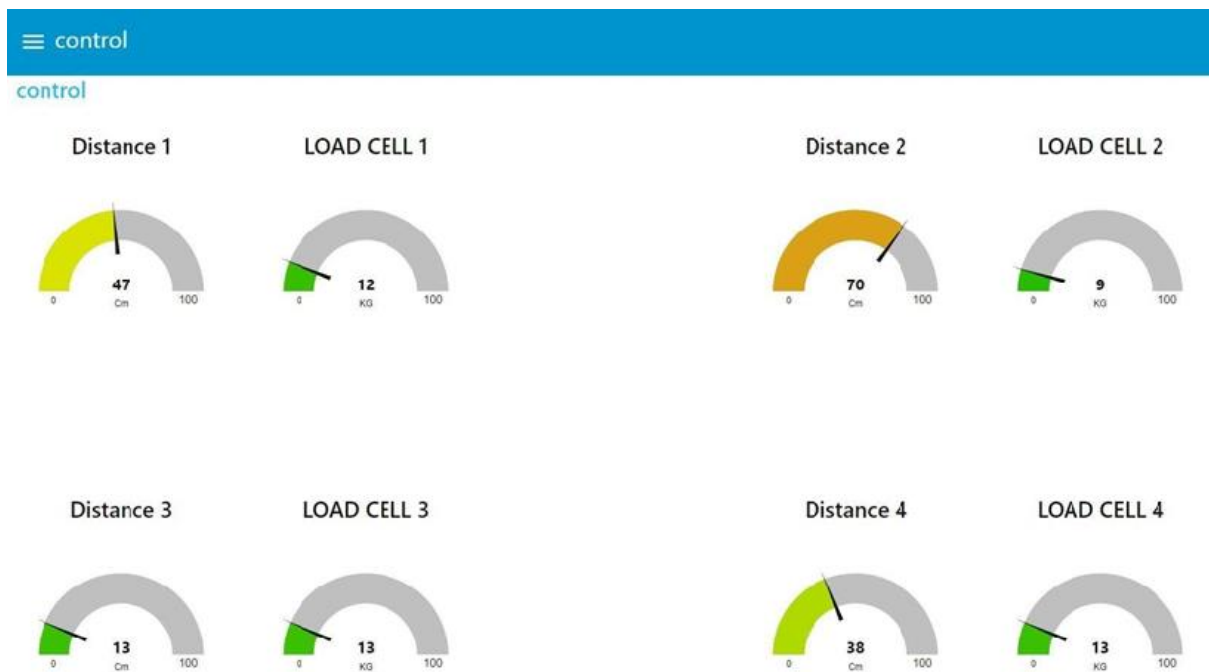 control
control
Distance 1 LOAD CELL 1 Distance 2 LOAD CELL 2
47 12 70 9
0 Cm 100 0 KG 100 0 Cm 100 0 KG 100
Distance 3 LOAD CELL 3 Distance 4 LOAD CELL 4
13 13 38 13
0 Cm 100 0 KG 100 0 Cm 100 0 KG 100